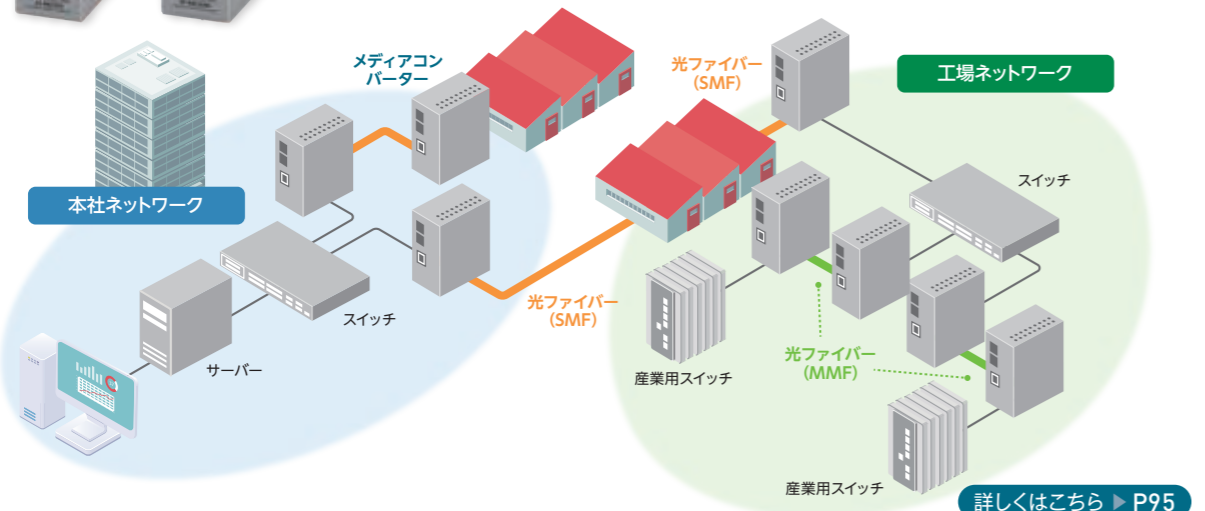 メディアコン
バーター
光ファイバー
(SMF)
工場ネットワーク
本社ネットワーク
スイッチ
スイッチ
サーバー
光ファイバー
(SMF)
光ファイバー
(MMF)
産業用スイッチ
産業用スイッチ
詳しくはこちら ▶ P95